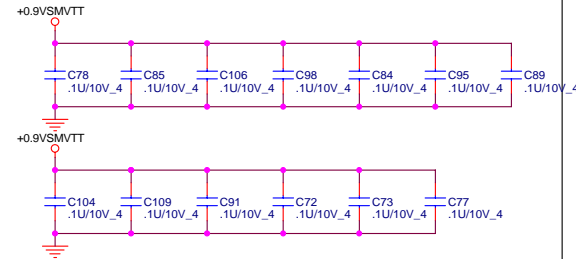 +0.9VSMVTT
C78 C85 C106 C98 C84 C95 C89
.1U/10V_4 .1U/10V_4 .1U/10V_4 .1U/10V_4 .1U/10V_4 .1U/10V_4 .1U/10V_4
+0.9VSMVTT
C104 C109 C91 C72 C73 C77
.1U/10V_4 .1U/10V_4 .1U/10V_4 .1U/10V_4 .1U/10V_4 .1U/10V_4